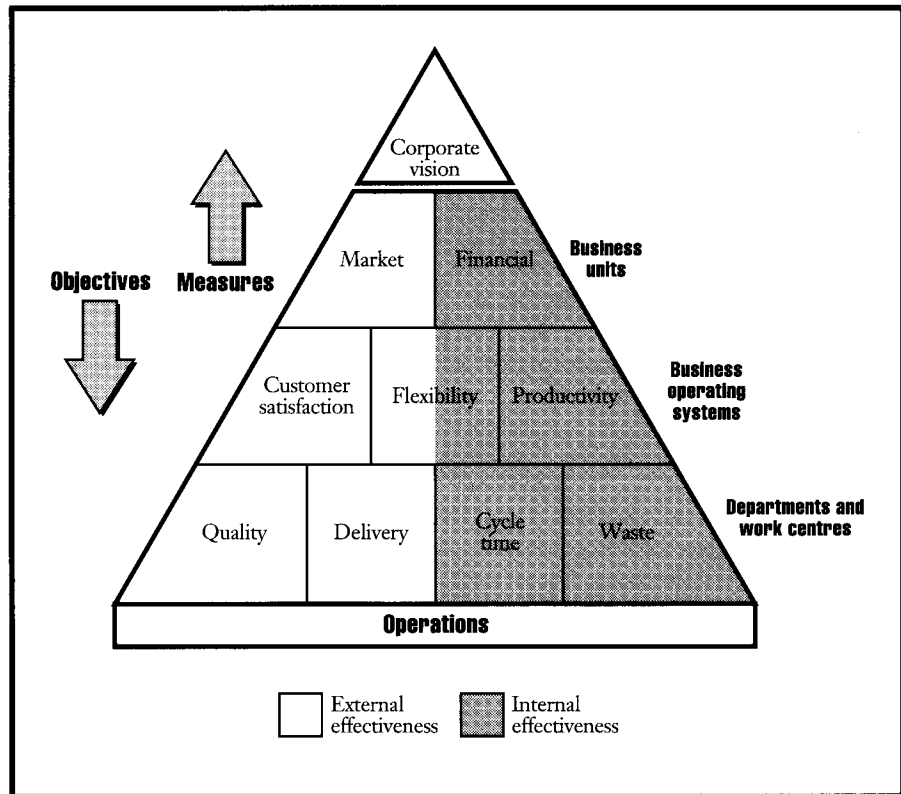 Corporate
vision
Objectives
Measures
Market
Financial
Business
units
Customer
satisfaction
Flexibility
Productivity
Business
operating
systems
Quality
Delivery
Cycle
time
Waste
Departments and
work centres
Operations
External
effectiveness
Internal
effectiveness